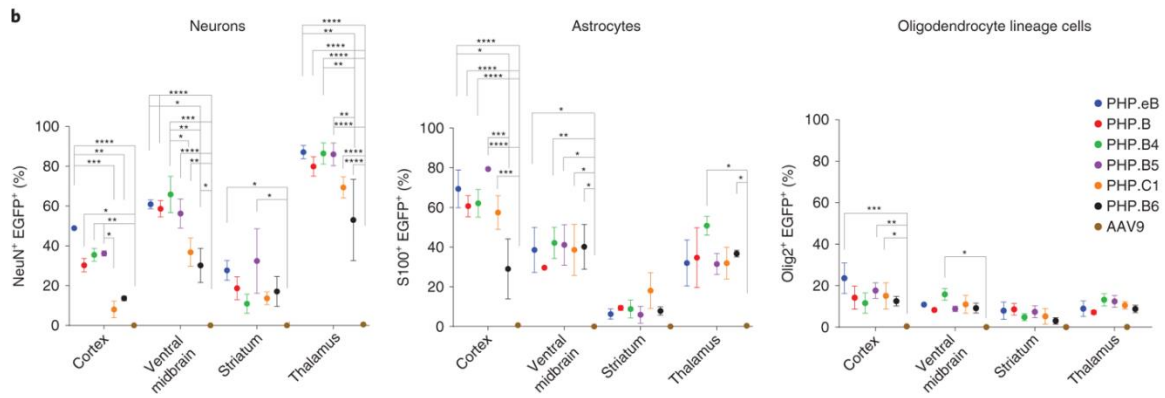 b
Neurons
Astrocytes
Oligodendrocyte lineage cells
NeuN+ EGFP+ (%)
100
80
60
40
20
0
Cortex
Ventral
midbrain
Striatum
Thalamus
S100+ EGFP+ (%)
100
80
60
40
20
0
Cortex
Ventral
midbrain
Striatum
Thalamus
Olig2+ EGFP+ (%)
100
80
60
40
20
0
Cortex
Ventral
midbrain
Striatum
Thalamus
PHP.eB
PHP.B
PHP.B4
PHP.B5
PHP.C1
PHP.B6
AAV9